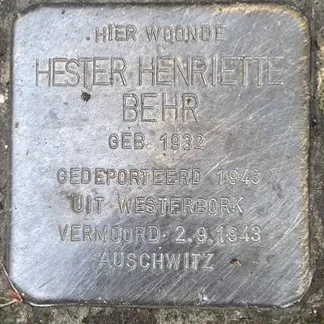 HIER WOONDE
HESTER HENRIETTE
BEHR
GEB. 1932
GEDEPORTEERD 1943
UIT WESTERBORK
VERMOORD 2.9.1943
AUSCHWITZ